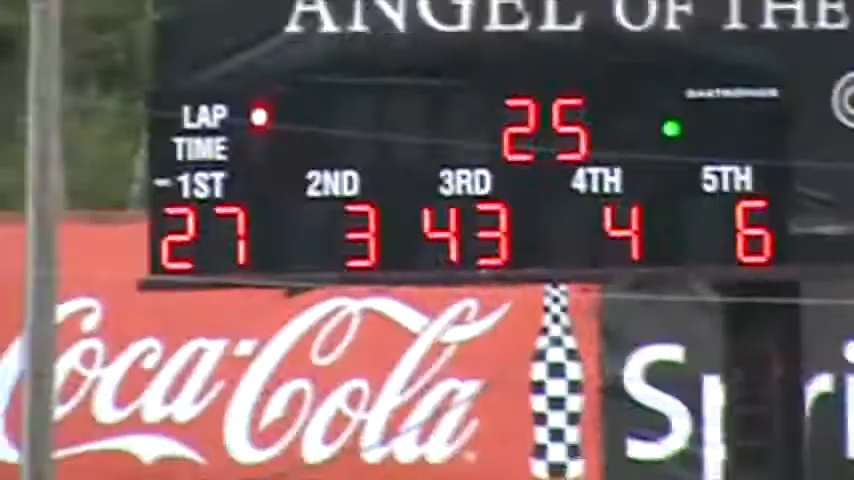 ANGEL OF THE
LAP 25
TIME
1ST 2ND 3RD 4TH 5TH
27 3 43 4 6
Coca-Cola
Spri